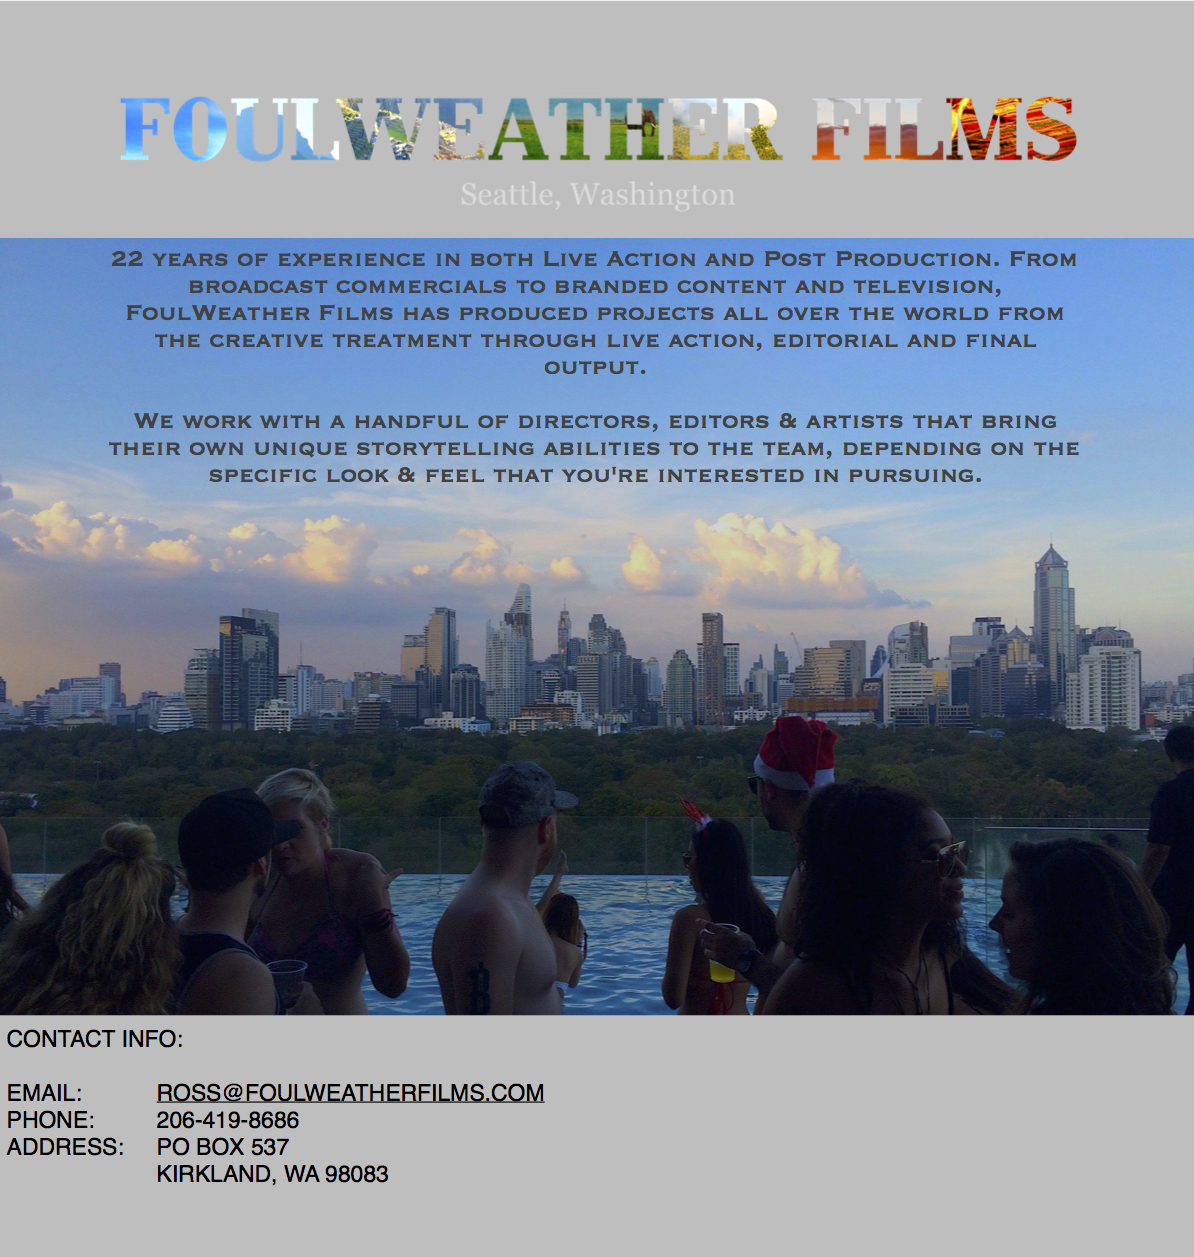 FOULWEATHER FILMS
Seattle, Washington
22 years of experience in both Live Action and Post Production. From
broadcast commercials to branded content and television,
FoulWeather Films has produced projects all over the world from
the creative treatment through live action, editorial and final
output.
We work with a handful of directors, editors & artists that bring
their own unique storytelling abilities to the team, depending on the
specific look & feel that you're interested in pursuing.
CONTACT INFO:
EMAIL: ROSS@FOULWEATHERFILMS.COM
PHONE: 206-419-8686
ADDRESS: PO BOX 537
KIRKLAND, WA 98083